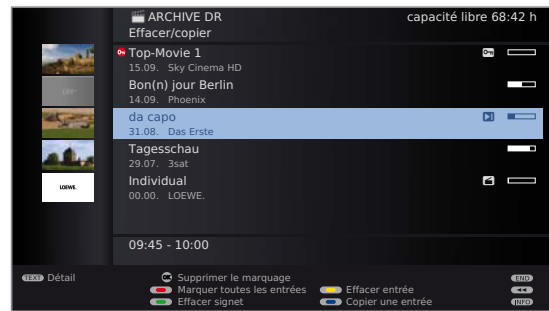 ARCHIVE DR capacité libre 68:42 h
Effacer/copier
Top-Movie 1
15.09. Sky Cinema HD
Bon(n) jour Berlin
14.09. Phoenix
da capo
31.08. Das Erste
Tagesschau
29.07. 3sat
Individual
00.00. LOEWE.
LOEWE.
09:45 - 10:00
TEXT Détail
OK Supprimer le marquage
END
Marquer toutes les entrées
Effacer entrée
Effacer signet
Copier une entrée
INFO